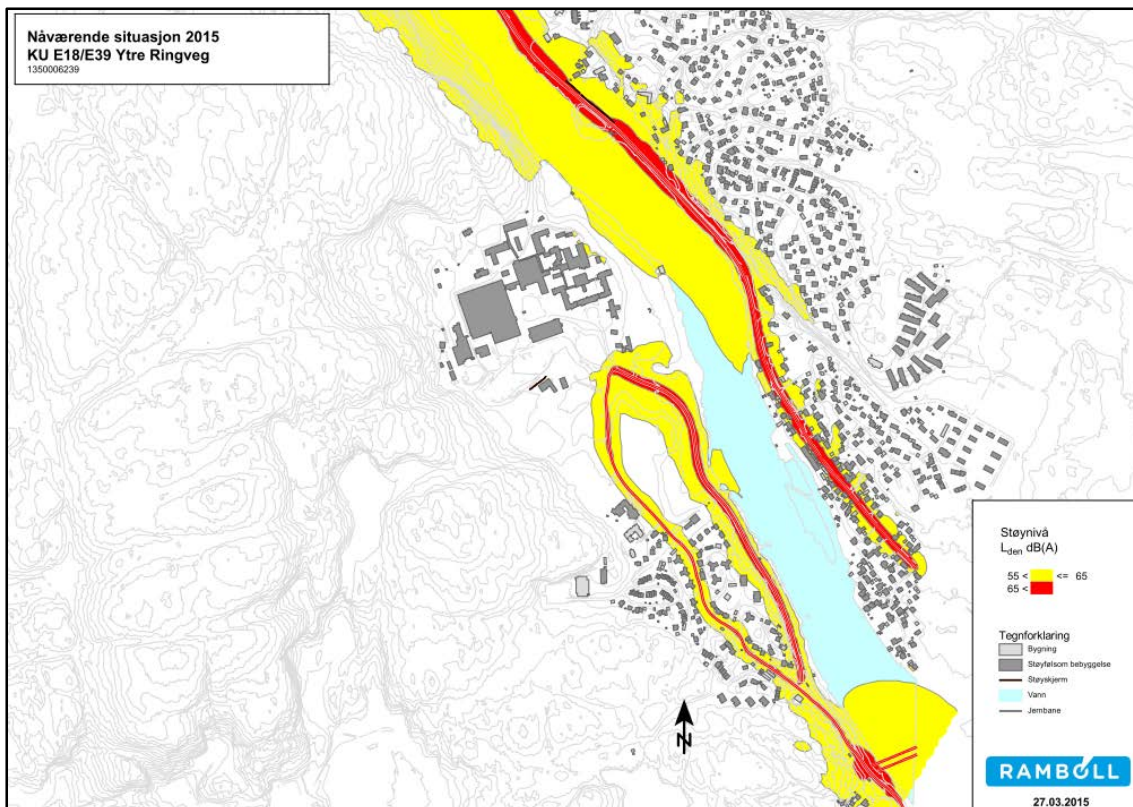 Nåværende situasjon 2015
KU E18/E39 Ytre Ringveg
1350006239
N
Støynivå
Lden dB(A)
55 < <= 65
65 <
Tegnforklaring
Bygning
Støyfølsom bebyggelse
Støyskjerm
Vann
Jernbane
RAMBOLL
27.03.2015